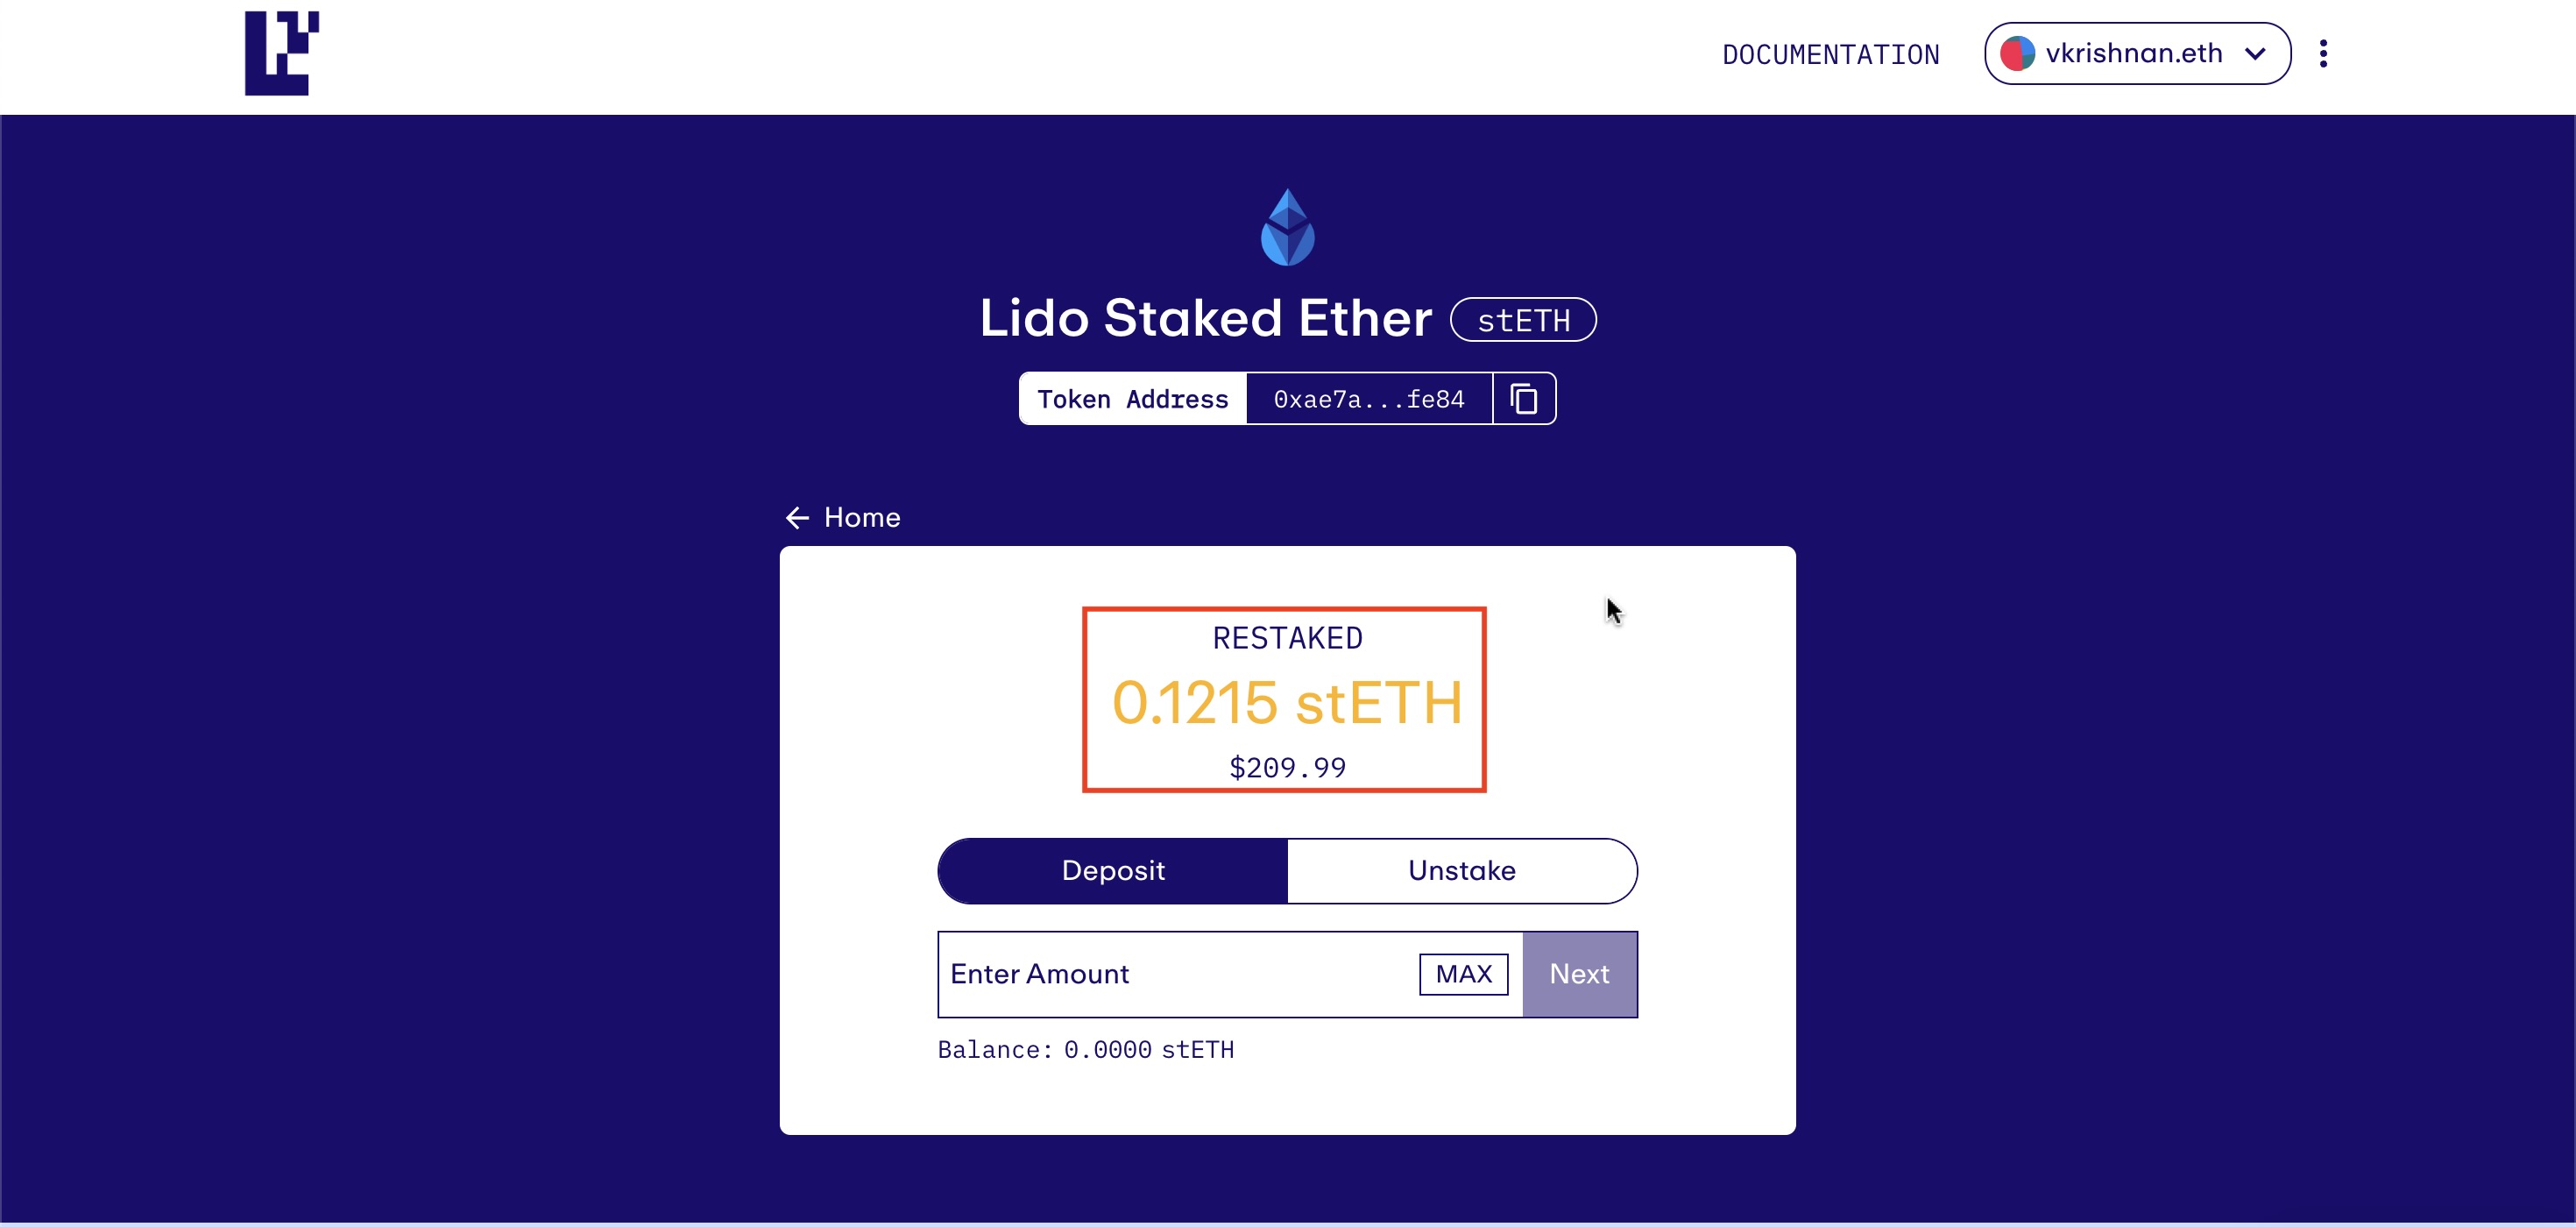 DOCUMENTATION
vkrishnan.eth
Lido Staked Ether stETH
Token Address 0xae7a...fe84
← Home
RESTAKED
0.1215 stETH
$209.99
Deposit Unstake
Enter Amount MAX Next
Balance: 0.0000 stETH